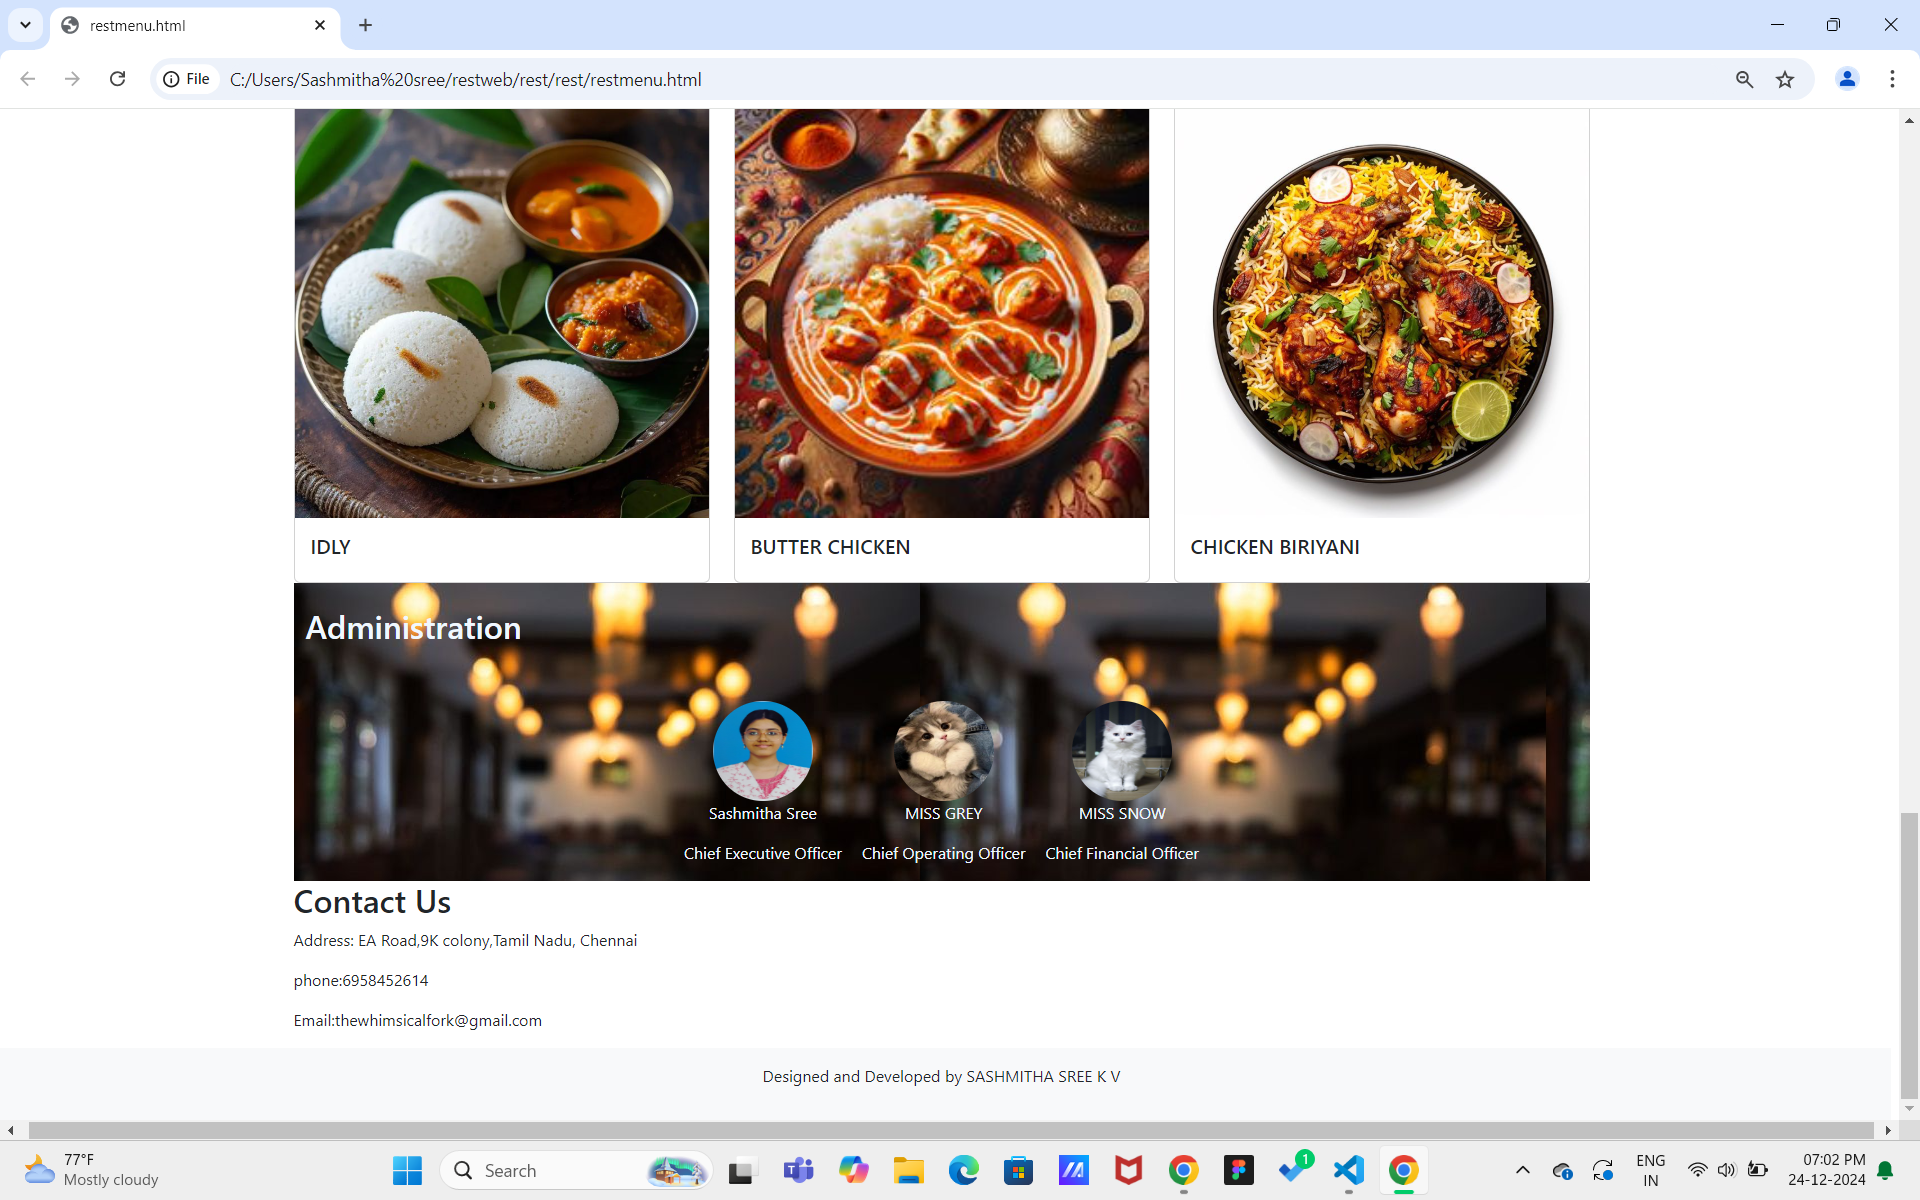 restmenu.html
File
C:/Users/Sashmitha%20sree/restweb/rest/rest/restmenu.html
IDLY
BUTTER CHICKEN
CHICKEN BIRIYANI
Administration
Sashmitha Sree
MISS GREY
MISS SNOW
Chief Executive Officer
Chief Operating Officer
Chief Financial Officer
Contact Us
Address: EA Road,9K colony,Tamil Nadu, Chennai
phone:6958452614
Email:thewhimsicalfork@gmail.com
Designed and Developed by SASHMITHA SREE K V
77°F
Mostly cloudy
Search
1
ENG
IN
07:02 PM
24-12-2024